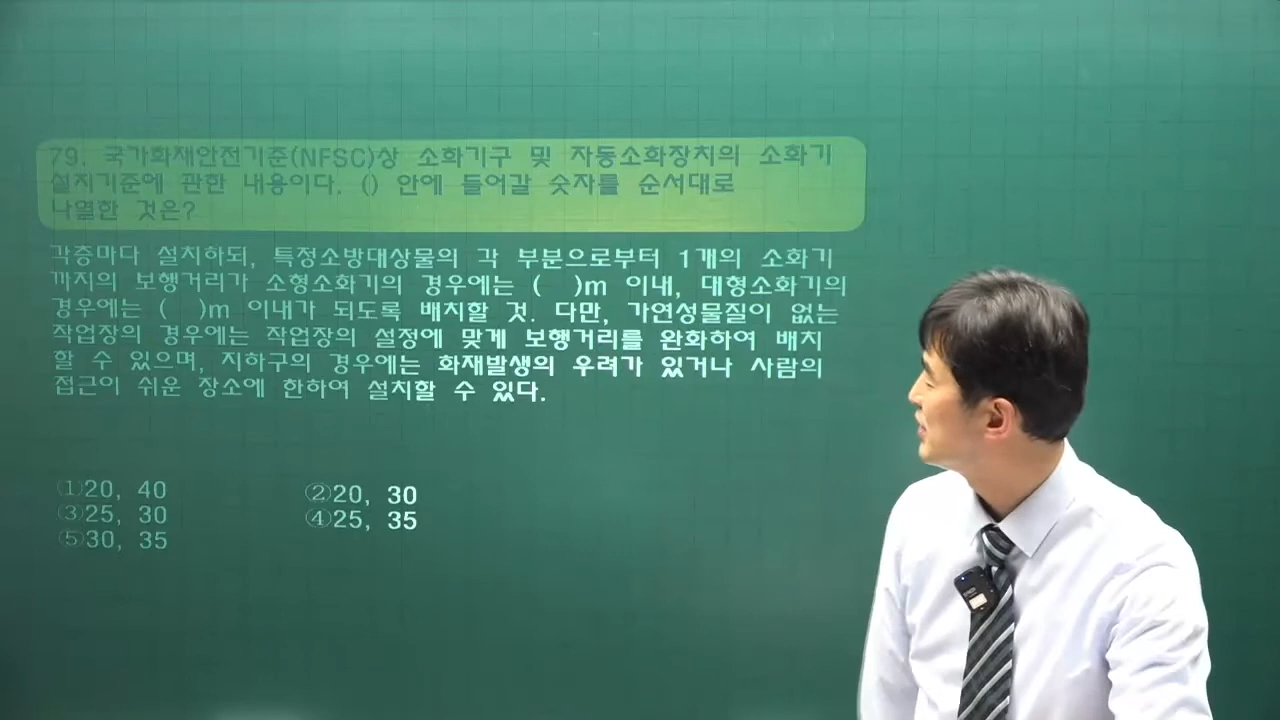 79. 국가화재안전기준(NFSC)상 소화기구 및 자동소화장치의 소화기
설치기준에 관한 내용이다. () 안에 들어갈 숫자를 순서대로
나열한 것은?
각층마다 설치하되, 특정소방대상물의 각 부분으로부터 1개의 소화기
까지의 보행거리가 소형소화기의 경우에는 ( )m 이내, 대형소화기의
경우에는 ( )m 이내가 되도록 배치할 것. 다만, 가연성물질이 없는
작업장의 경우에는 작업장의 설정에 맞게 보행거리를 완화하여 배치
할 수 있으며, 지하구의 경우에는 화재발생의 우려가 있거나 사람의
접근이 쉬운 장소에 한하여 설치할 수 있다.
①20, 40 ②20, 30
③25, 30 ④25, 35
⑤30, 35